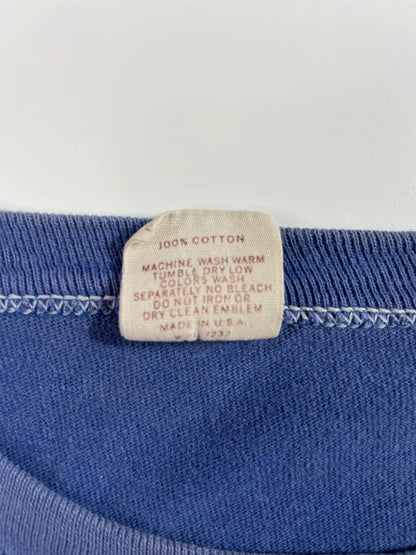 100% COTTON
MACHINE WASH WARM
TUMBLE DRY LOW
COLORS WASH
SEPARATELY NO BLEACH
DO NOT IRON OR
DRY CLEAN EMBLEM
MADE IN U.S.A.